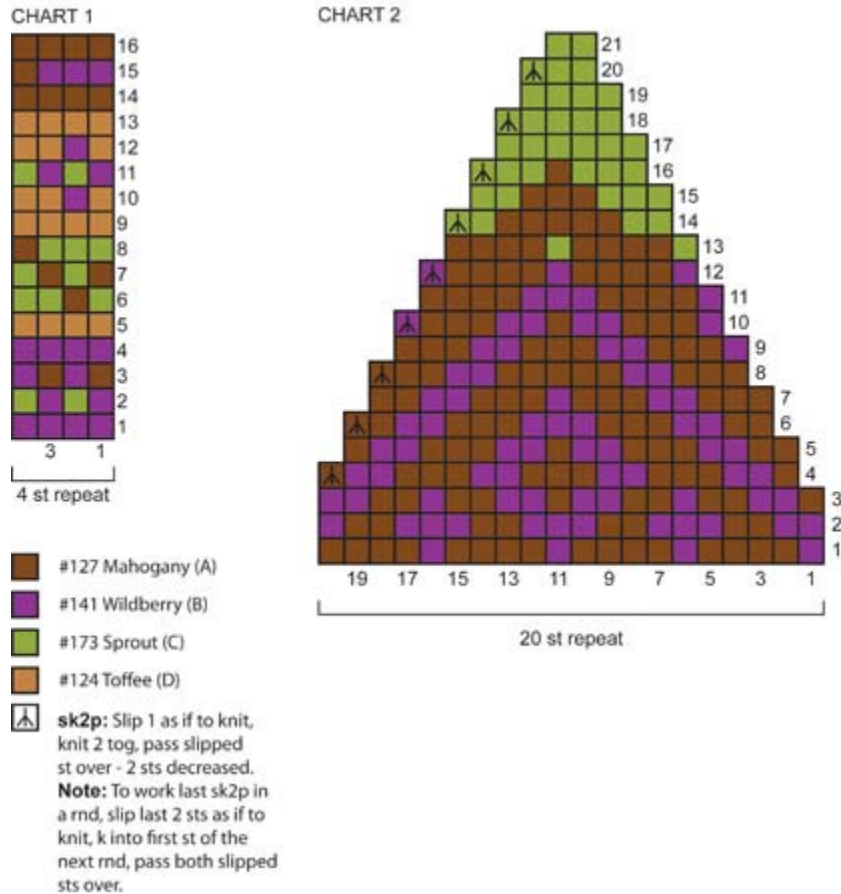 CHART 1
16
15
14
13
12
11
10
9
8
7
6
5
4
3
2
1
3 1
4 st repeat
CHART 2
21
20
19
18
17
16
15
14
13
12
11
10
9
8
7
6
5
4
3
2
1
19 17 15 13 11 9 7 5 3 1
20 st repeat
#127 Mahogany (A)
#141 Wildberry (B)
#173 Sprout (C)
#124 Toffee (D)
sk2p: Slip 1 as if to knit,
knit 2 tog, pass slipped
st over - 2 sts decreased.
Note: To work last sk2p in
a rnd, slip last 2 sts as if to
knit, k into first st of the
next rnd, pass both slipped
sts over.